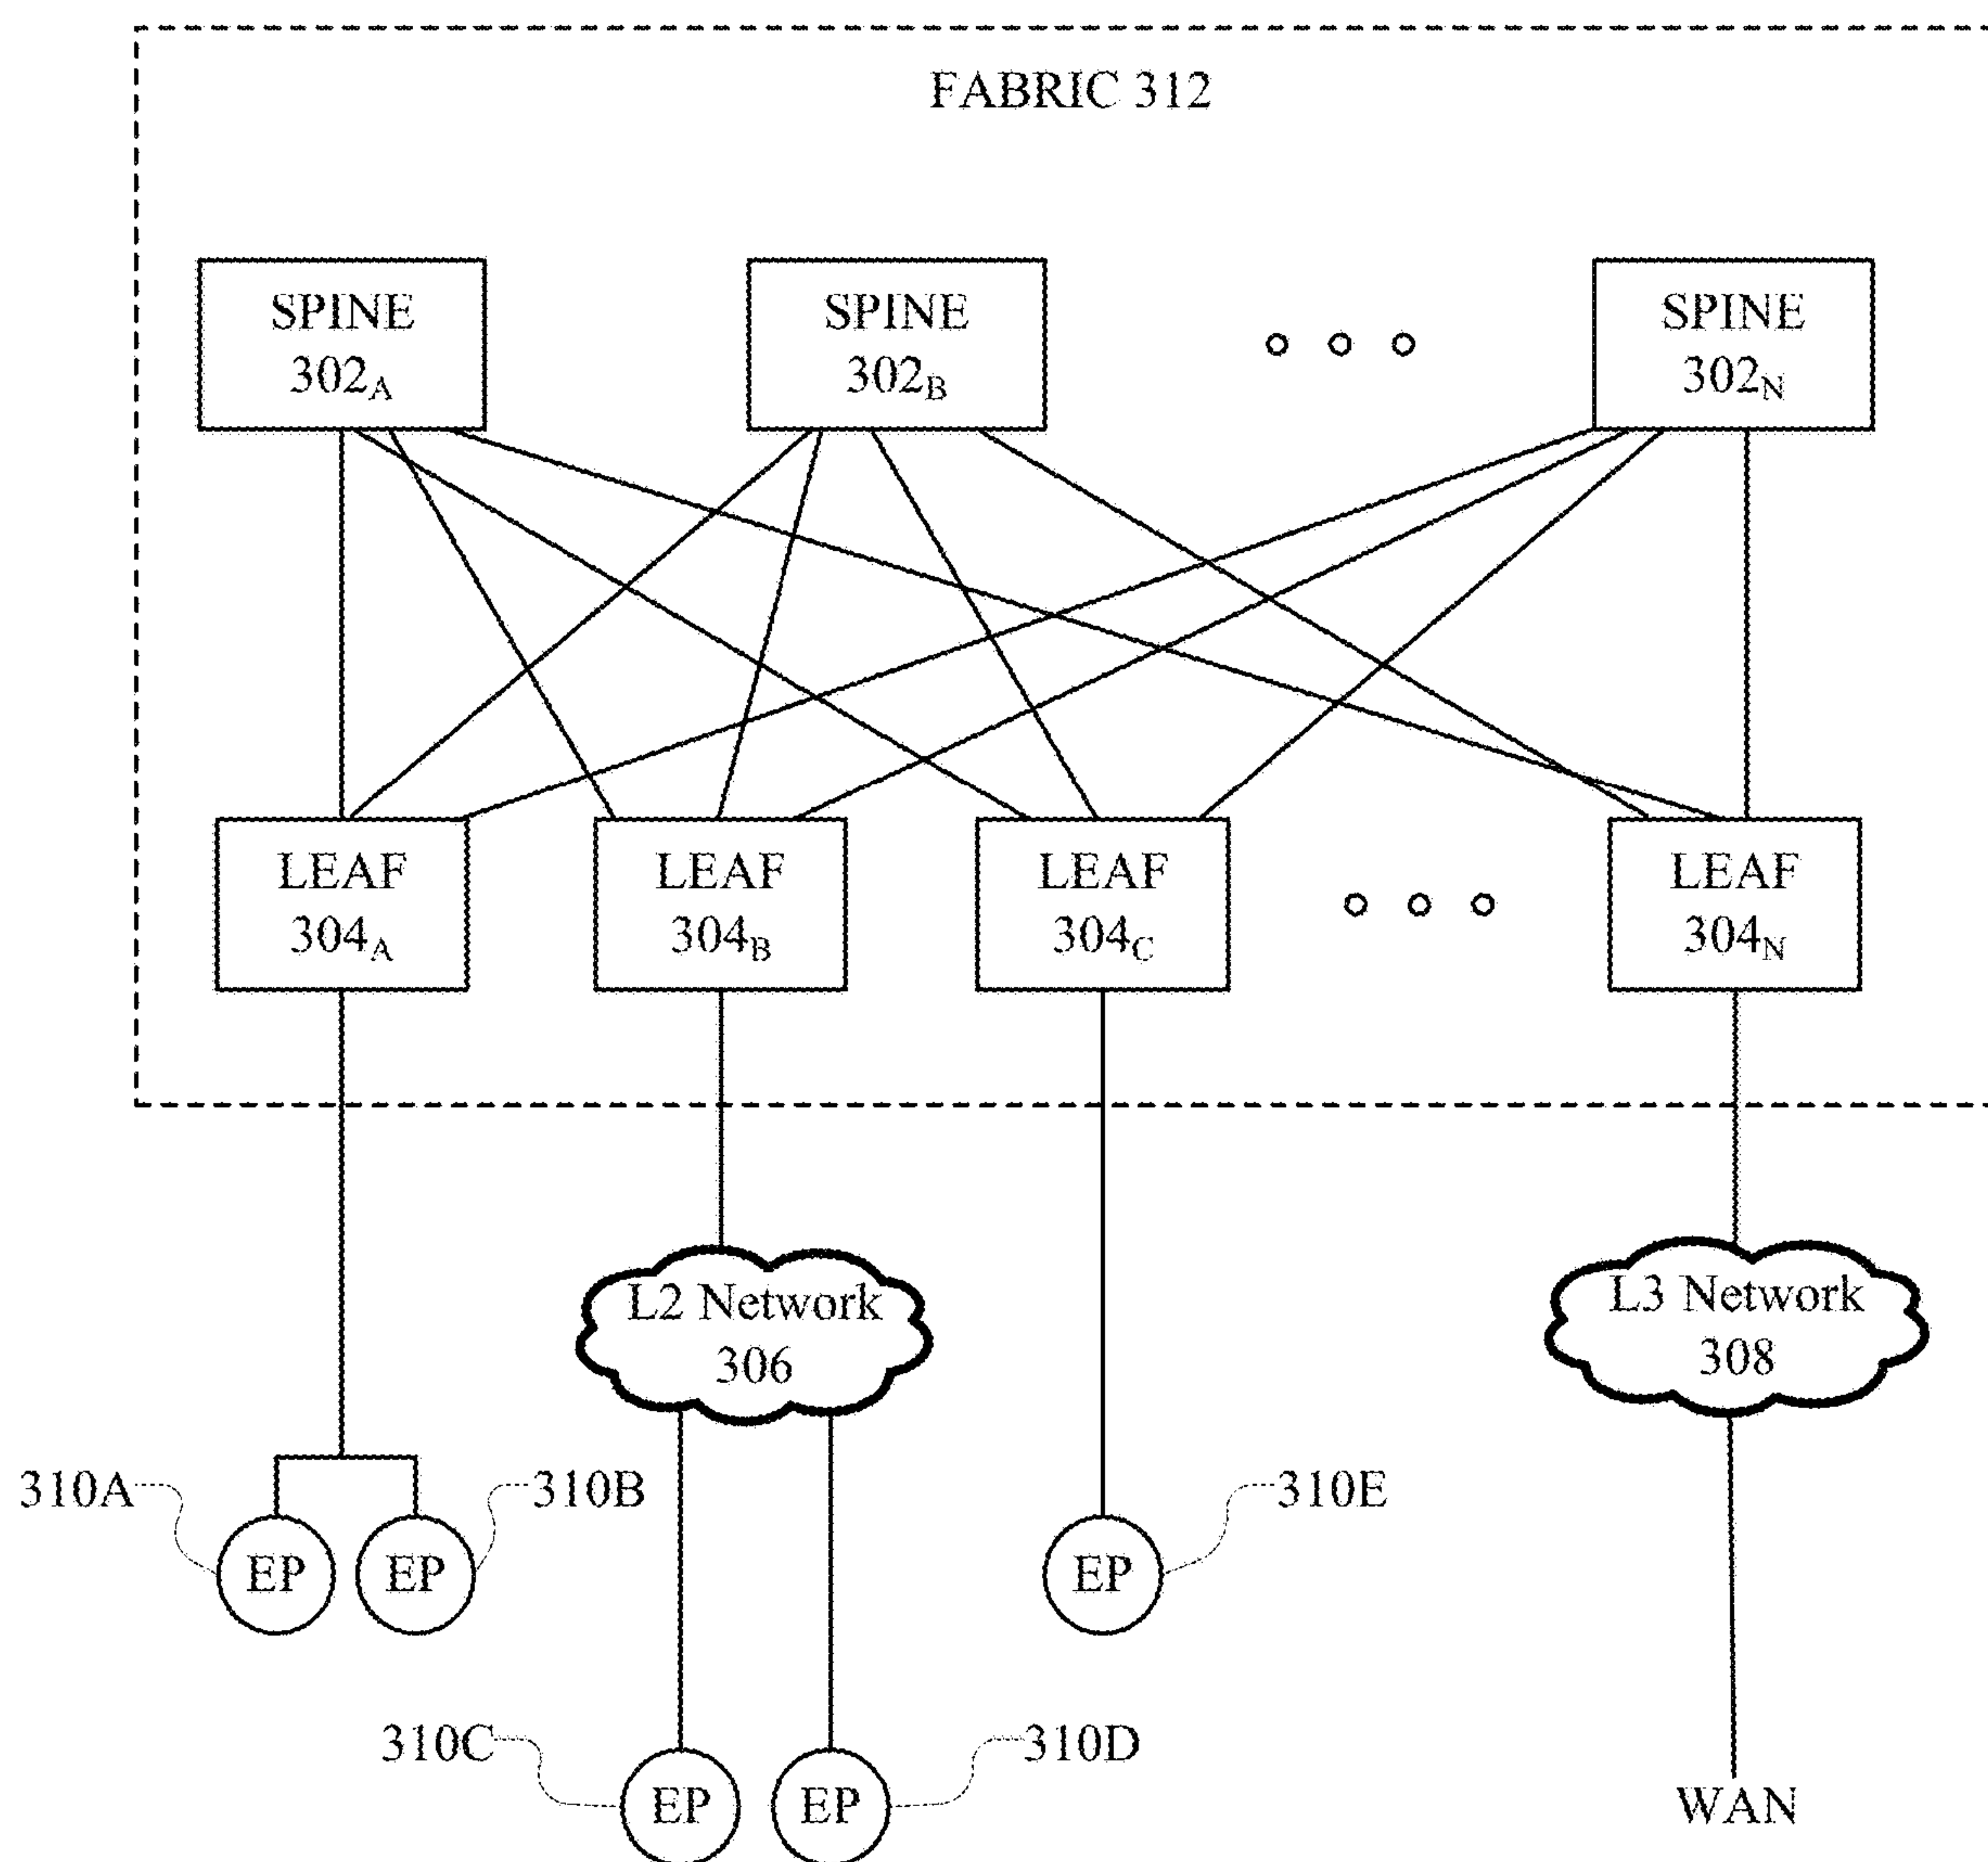 FABRIC 312
SPINE
302A
SPINE
302B
SPINE
302N
LEAF
304A
LEAF
304B
LEAF
304C
LEAF
304N
L2 Network
306
L3 Network
308
310A
310B
310E
EP
EP
EP
310C
310D
EP
EP
WAN